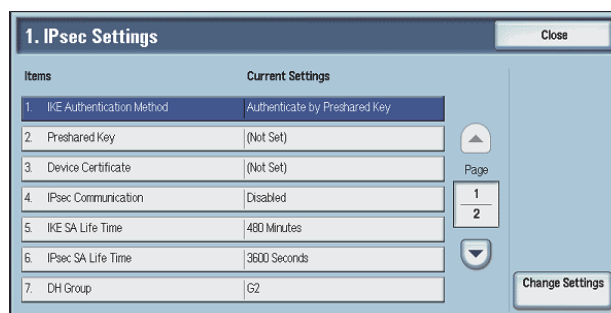 1. IPsec Settings
Close
Items Current Settings
1. IKE Authentication Method Authenticate by Preshared Key
2. Preshared Key (Not Set)
3. Device Certificate (Not Set)
4. IPsec Communication Disabled
5. IKE SA Life Time 480 Minutes
6. IPsec SA Life Time 3600 Seconds
7. DH Group G2
Page
1
2
Change Settings